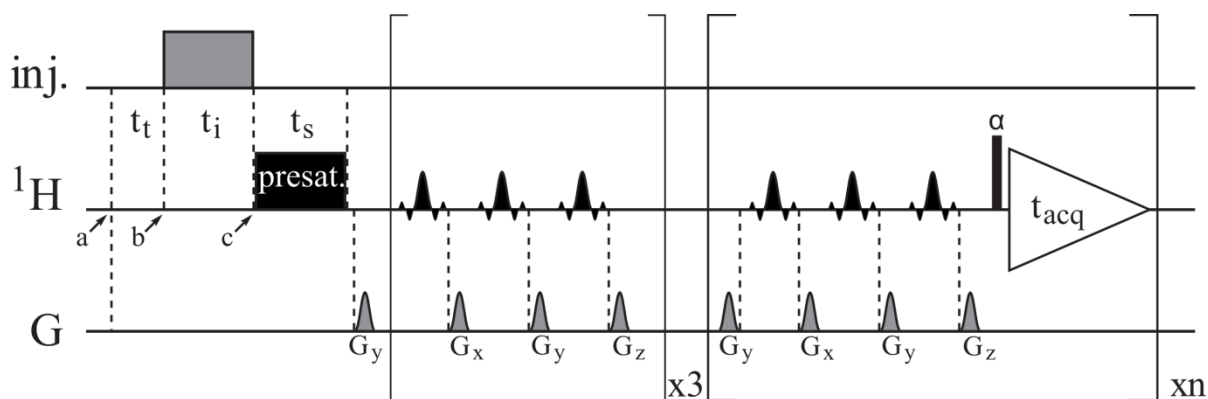 inj.
t_t t_i t_s
α
¹H presat. t_acq
a b c
G
G_y G_x G_y G_z G_y G_x G_y G_z
x3 xn